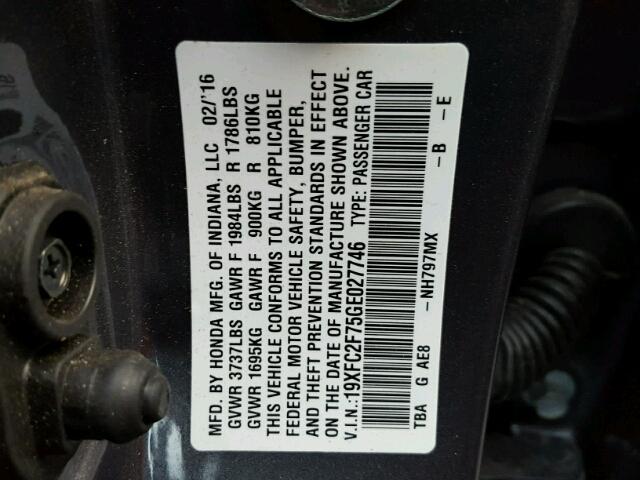 MFD. BY HONDA MFG. OF INDIANA, LLC 02/'16
GVWR 3737LBS GAWR F 1984LBS R 1786LBS
GVWR 1695KG GAWR F 900KG R 810KG
THIS VEHICLE CONFORMS TO ALL APPLICABLE
FEDERAL MOTOR VEHICLE SAFETY, BUMPER,
AND THEFT PREVENTION STANDARDS IN EFFECT
ON THE DATE OF MANUFACTURE SHOWN ABOVE.
V.I.N.:19XFC2F75GE027746 TYPE: PASSENGER CAR
TBA G AE8 -NH797MX -B -E